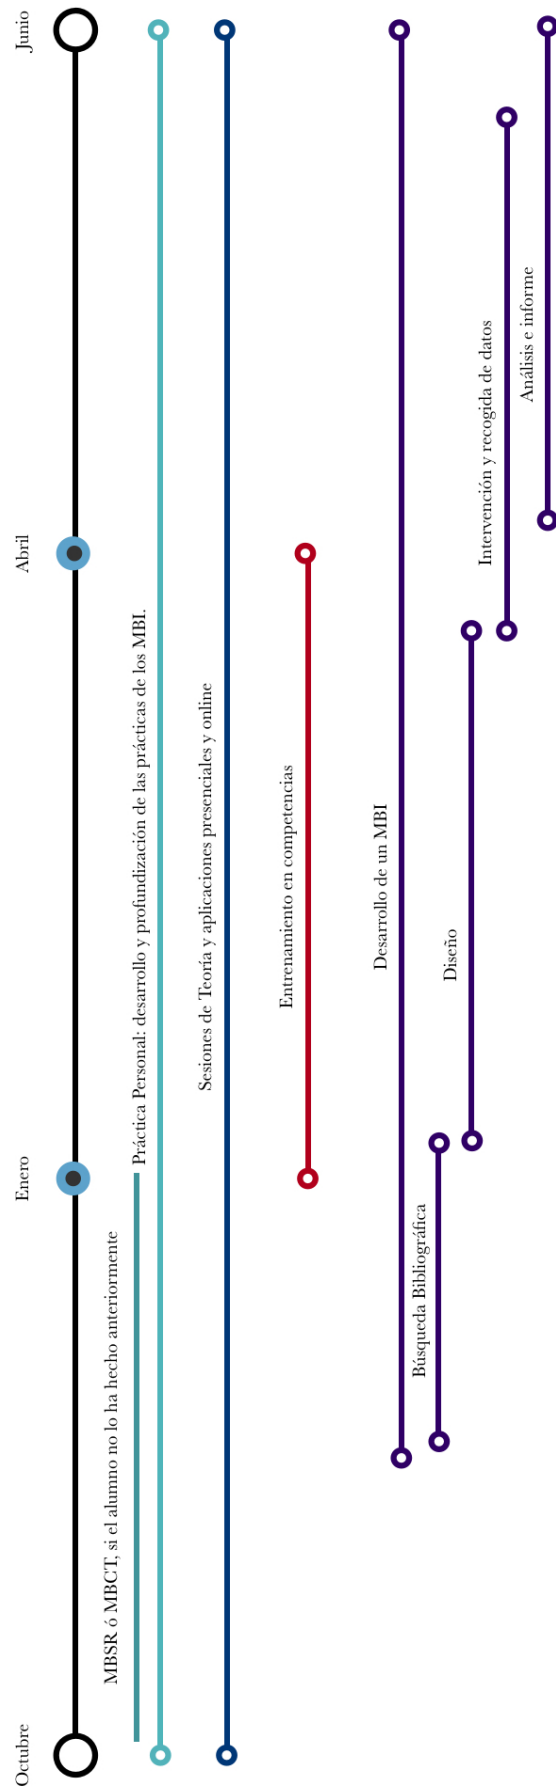 Octubre
Enero
Abril
Junio
MBSR ó MBCT, si el alumno no lo ha hecho anteriormente
Práctica Personal: desarrollo y profundización de las prácticas de los MBI.
Sesiones de Teoría y aplicaciones presenciales y online
Entrenamiento en competencias
Desarrollo de un MBI
Búsqueda Bibliográfica
Diseño
Intervención y recogida de datos
Análisis e informe